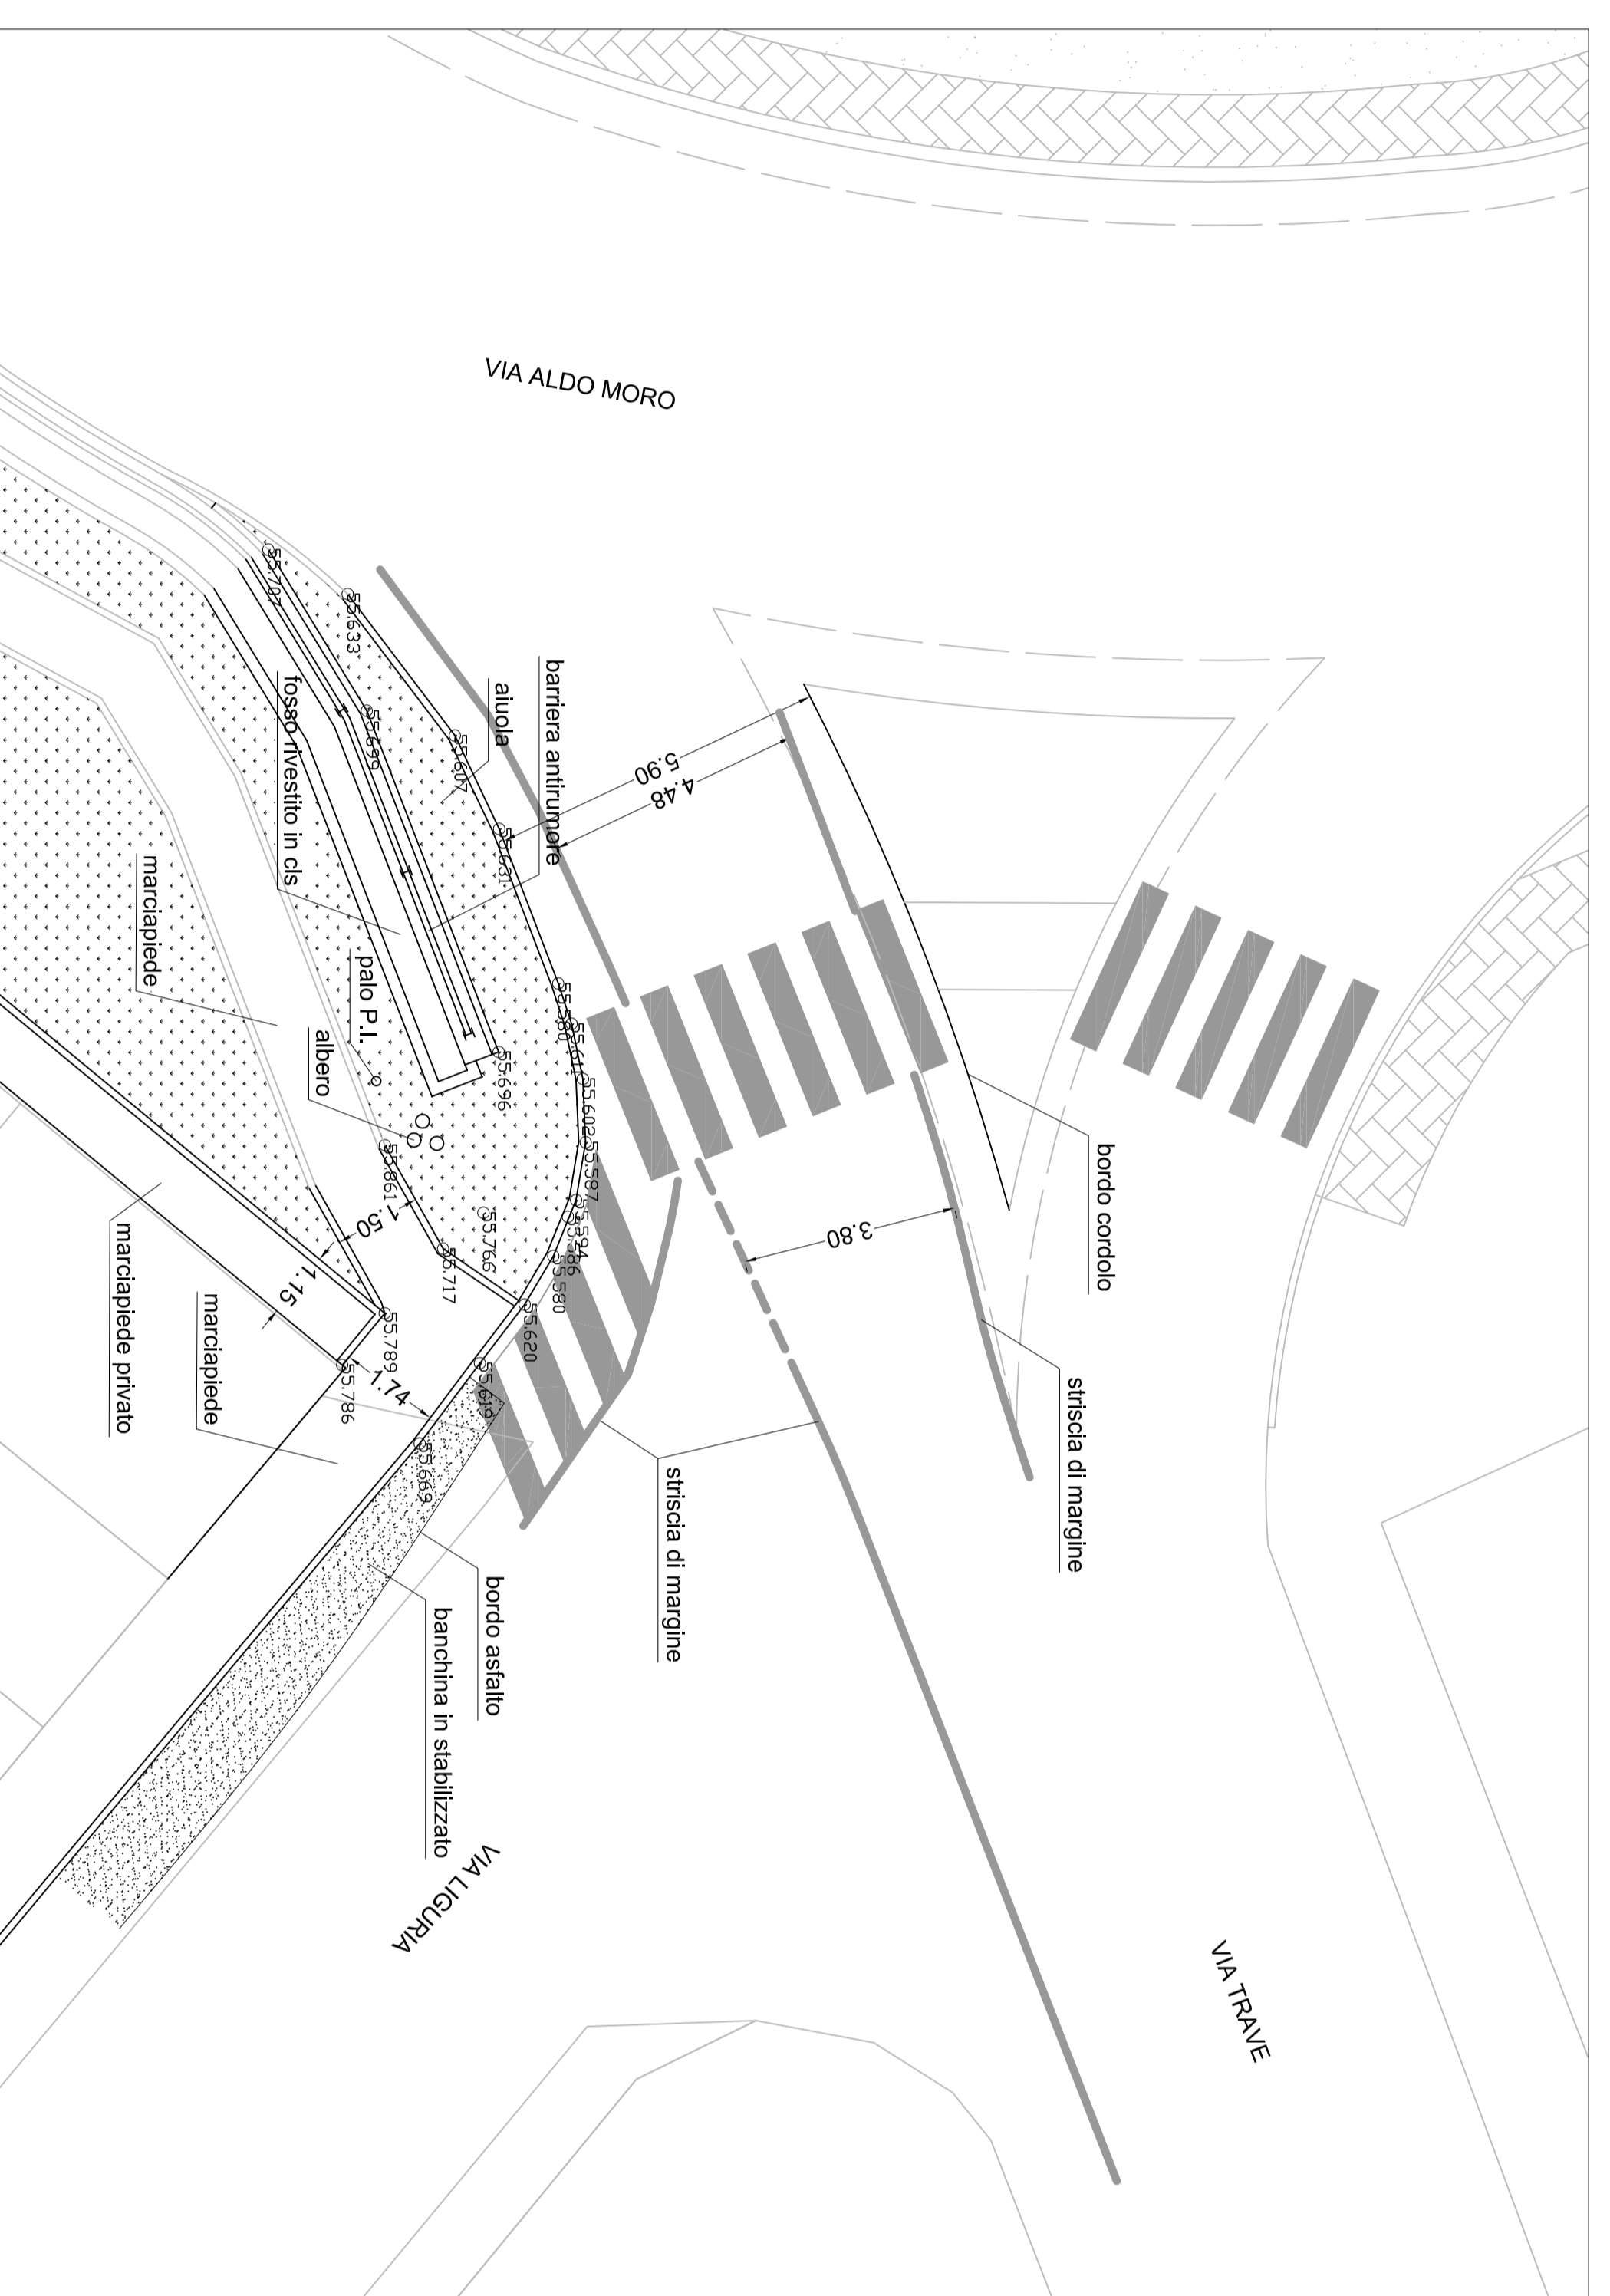 VIA ALDO MORO
55.707
55.633
barriera antirumore
aiuola
fosso rivestito in cls
55.699
55.607
5.90
4.48
55.631
marciapiede
palo P.I.
albero
55.580
55.611
55.602
55.696
55.587
55.594
55.586
55.580
55.861
1.50
55.766
55.717
55.620
3.80
bordo cordolo
1.15
55.789
55.786
1.74
55.619
55.669
marciapiede privato
marciapiede
striscia di margine
striscia di margine
bordo asfalto
banchina in stabilizzato
VIA LIGURIA
VIA TRAVE